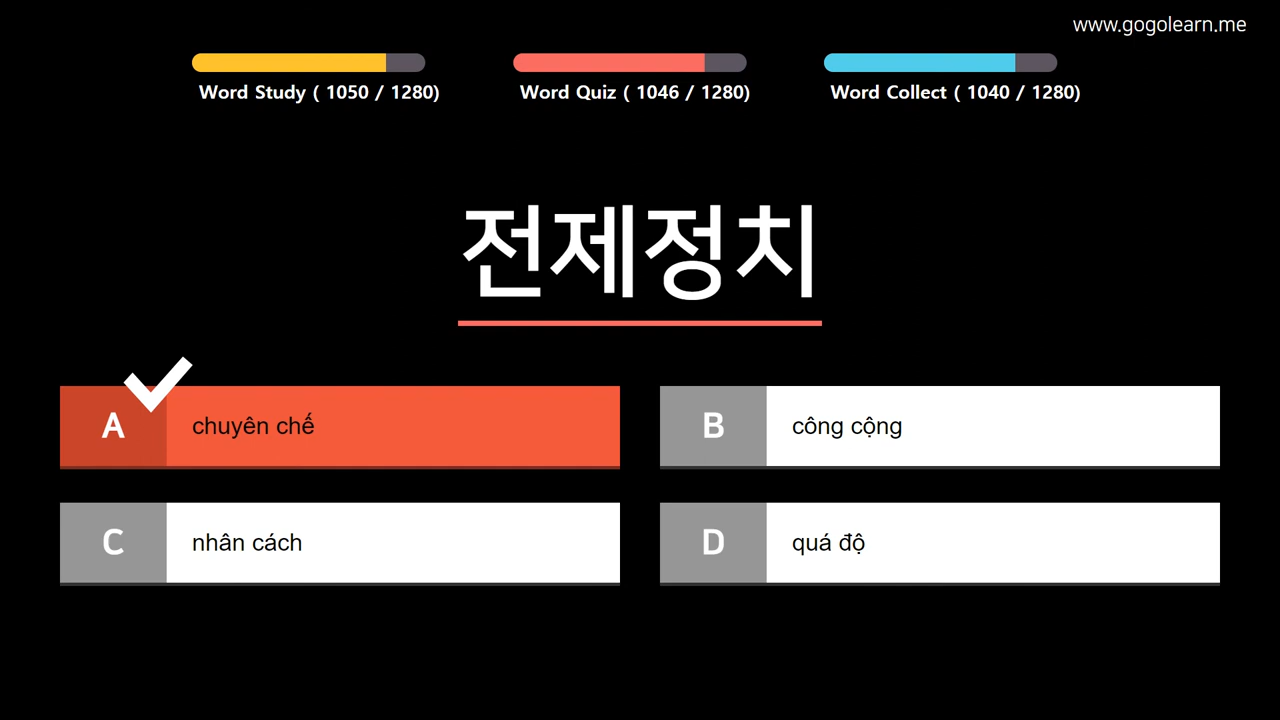 www.gogolearn.me
Word Study ( 1050 / 1280)
Word Quiz ( 1046 / 1280)
Word Collect ( 1040 / 1280)
전제정치
A chuyên chế
B công cộng
C nhân cách
D quá độ